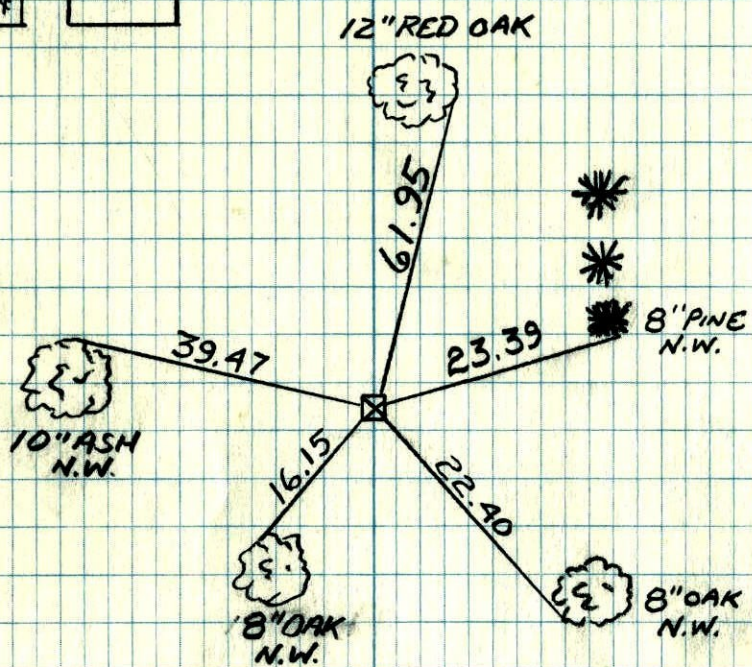 12" RED OAK
61.95
39.47
23.39
8" PINE
N.W.
10" ASH
N.W.
16.15
22.40
8" OAK
N.W.
8" OAK
N.W.